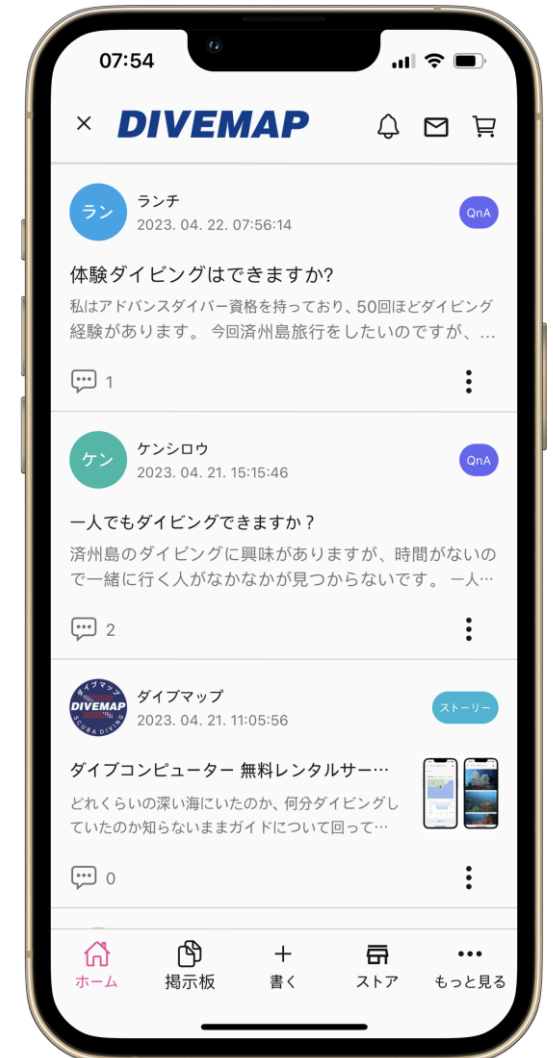 07:54
× DIVEMAP
ラン
ランチ
2023. 04. 22. 07:56:14
QnA
体験ダイビングはできますか?
私はアドバンスダイバー資格を持っており、50回ほどダイビング
経験があります。 今回済州島旅行をしたいのですが、...
1
ケン
ケンシロウ
2023. 04. 21. 15:15:46
QnA
一人でもダイビングできますか？
済州島のダイビングに興味がありますが、時間がないの
で一緒に行く人がなかなかが見つからないです。 一人…
2
ダイブマップ
DIVEMAP
SCUBA DIVING
ダイブマップ
2023. 04. 21. 11:05:56
ストーリー
ダイブコンピューター 無料レンタルサー…
どれくらいの深い海にいたのか、何分ダイビングし
ていたのか知らないままガイドについて回って…
0
ホーム
掲示板
書く
ストア
もっと見る